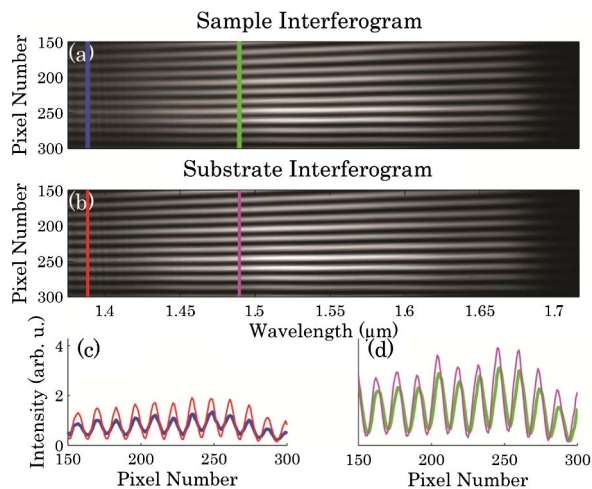 Sample Interferogram
(a)
Pixel Number
150
200
250
300
Substrate Interferogram
(b)
Pixel Number
150
200
250
300
1.4 1.45 1.5 1.55 1.6 1.65 1.7
Wavelength (µm)
(c)
Intensity (arb. u.)
4
2
0
150 200 250 300
Pixel Number
(d)
150 200 250 300
Pixel Number